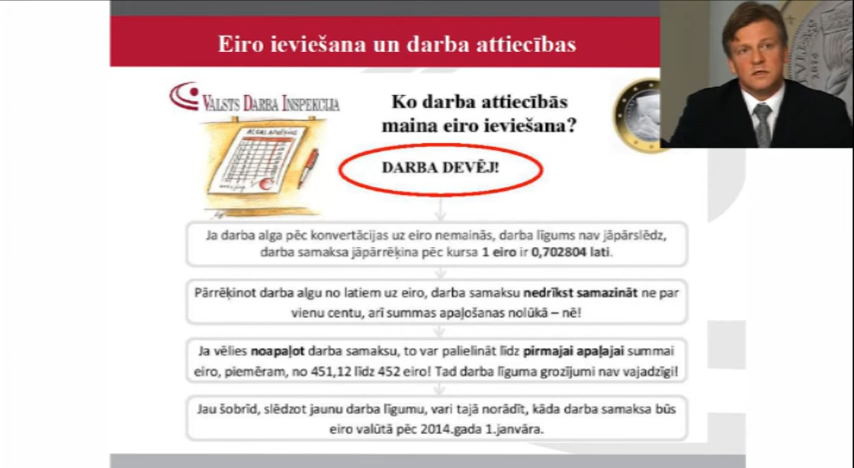 Eiro ieviešana un darba attiecības
VALSTS DARBA INSPEKCIJA
Ko darba attiecībās
maina eiro ieviešana?
DARBA DEVĒJ!
Ja darba alga pēc konvertācijas uz eiro nemainās, darba līgums nav jāpārslēdz,
darba samaksa jāpārrēķina pēc kursa 1 eiro ir 0,702804 lati.
Pārrēķinot darba algu no latiem uz eiro, darba samaksu nedrīkst samazināt ne par
vienu centu, arī summas apaļošanas nolūkā – nē!
Ja vēlies noapaļot darba samaksu, to var palielināt līdz pirmajai apaļajai summai
eiro, piemēram, no 451,12 līdz 452 eiro! Tad darba līguma grozījumi nav vajadzīgi!
Jau šobrīd, slēdzot jaunu darba līgumu, vari tajā norādīt, kāda darba samaksa būs
eiro valūtā pēc 2014.gada 1.janvāra.